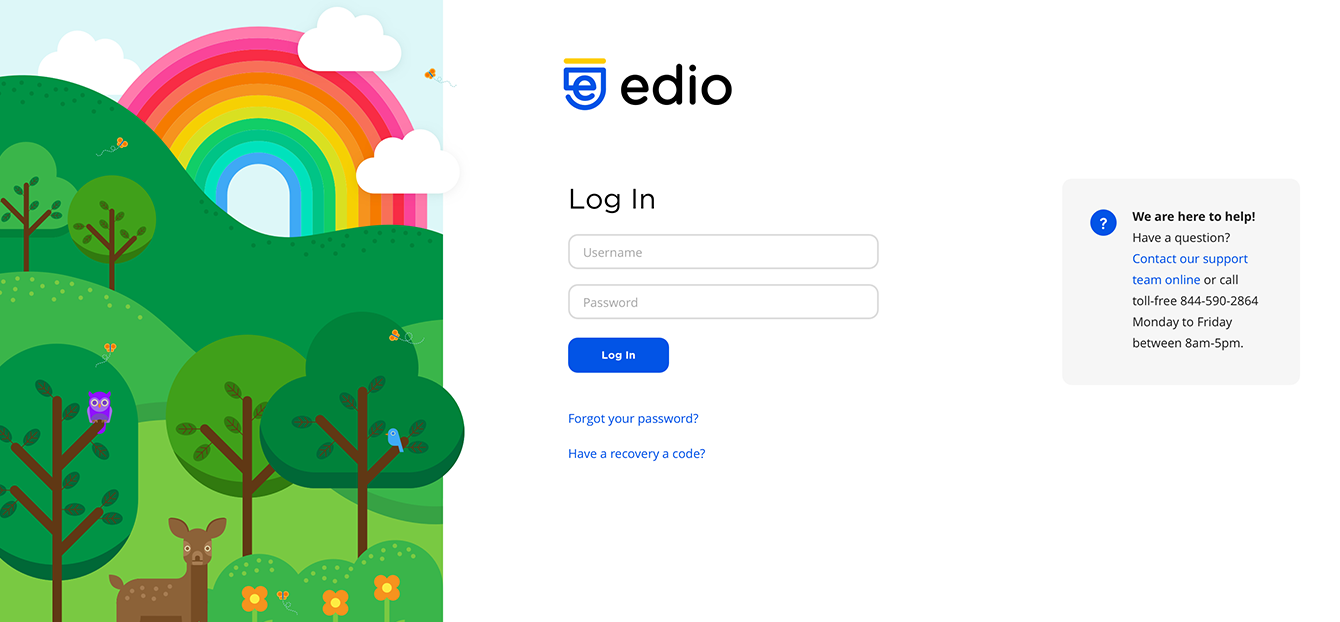 edio
Log In
Username
Password
Log In
Forgot your password?
Have a recovery a code?
? We are here to help!
Have a question?
Contact our support
team online or call
toll-free 844-590-2864
Monday to Friday
between 8am-5pm.